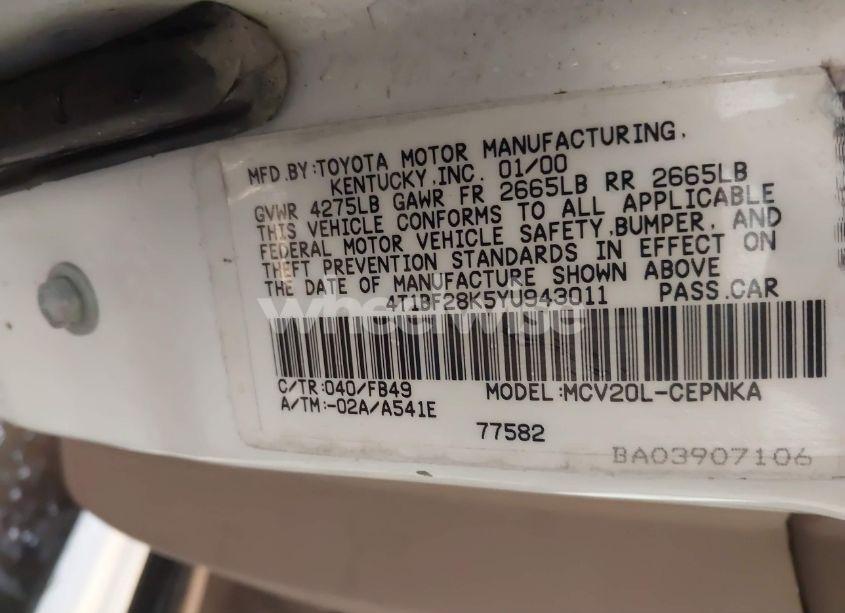 MFD.BY:TOYOTA MOTOR MANUFACTURING,
KENTUCKY,INC. 01/00
GVWR 4275LB GAWR FR 2665LB RR 2665LB
THIS VEHICLE CONFORMS TO ALL APPLICABLE
FEDERAL MOTOR VEHICLE SAFETY,BUMPER, AND
THEFT PREVENTION STANDARDS IN EFFECT ON
THE DATE OF MANUFACTURE SHOWN ABOVE
4T1BF28K5YU943011 PASS.CAR
wheelwise
C/TR:040/FB49 MODEL:MCV20L-CEPNKA
A/TM:-02A/A541E
77582
BA03907106